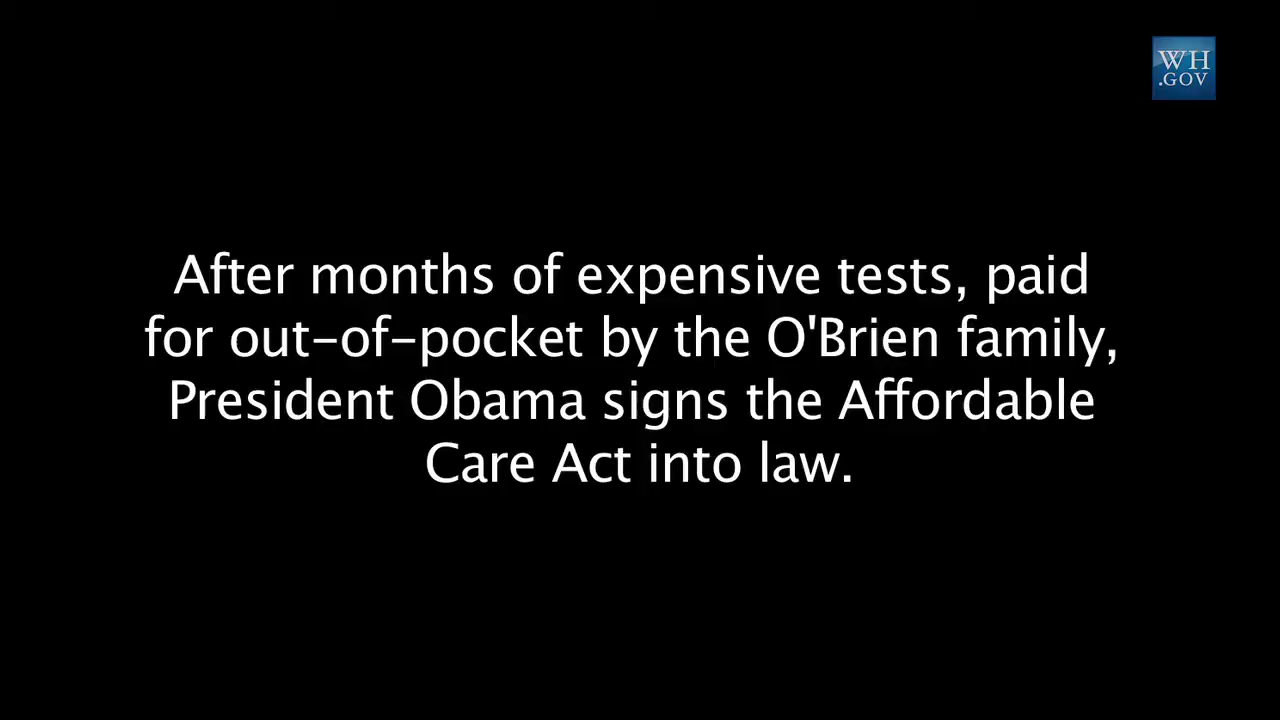 WH
.GOV
After months of expensive tests, paid
for out-of-pocket by the O'Brien family,
President Obama signs the Affordable
Care Act into law.